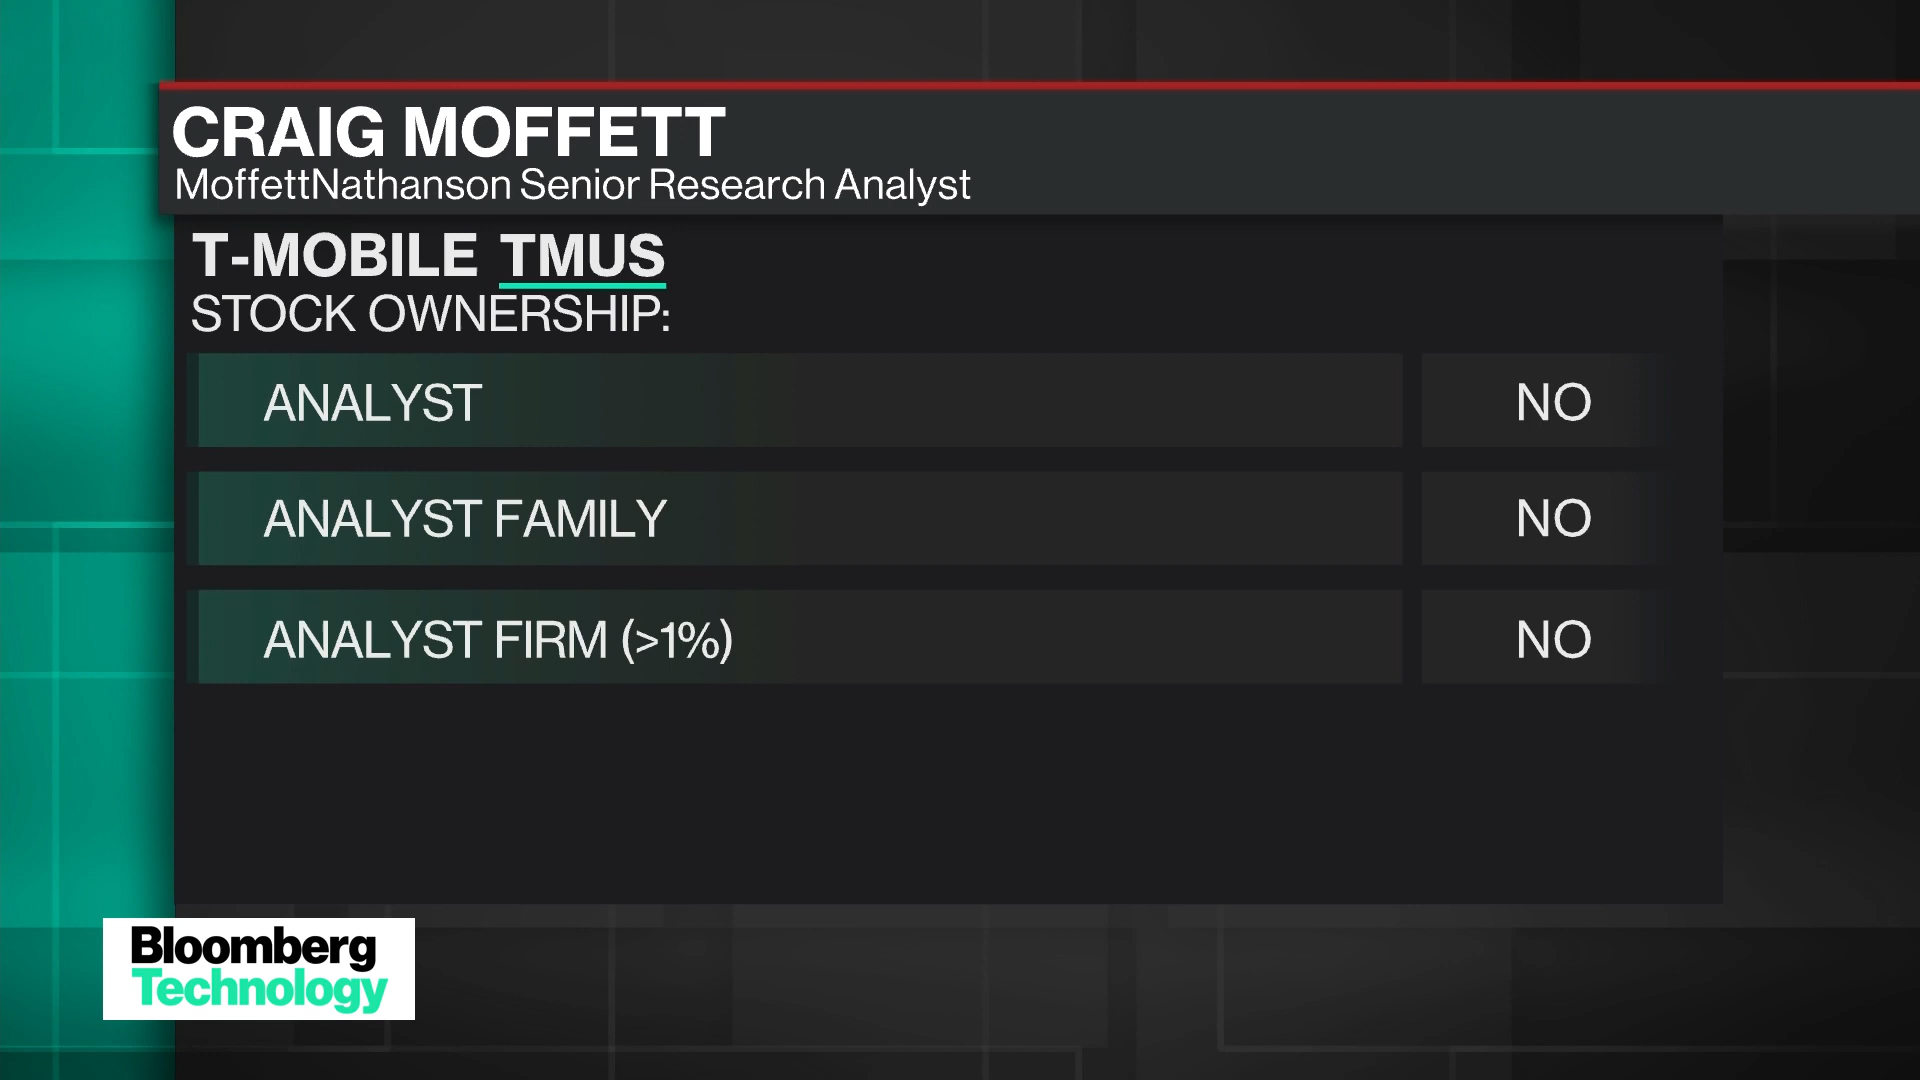 CRAIG MOFFETT
MoffettNathanson Senior Research Analyst
T-MOBILE TMUS
STOCK OWNERSHIP:
ANALYST NO
ANALYST FAMILY NO
ANALYST FIRM (>1%) NO
Bloomberg
Technology